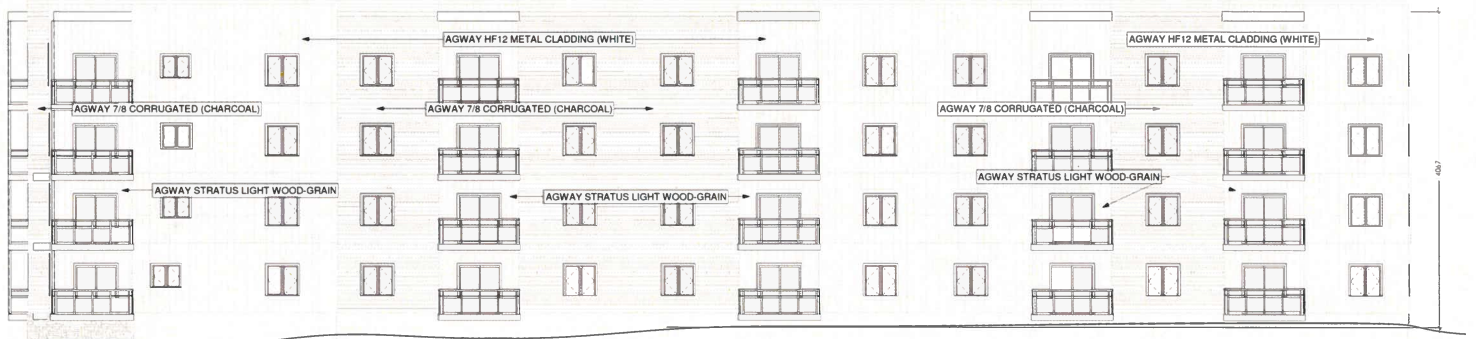 AGWAY HF12 METAL CLADDING (WHITE)
AGWAY HF12 METAL CLADDING (WHITE)
AGWAY 7/8 CORRUGATED (CHARCOAL)
AGWAY 7/8 CORRUGATED (CHARCOAL)
AGWAY 7/8 CORRUGATED (CHARCOAL)
AGWAY STRATUS LIGHT WOOD-GRAIN
AGWAY STRATUS LIGHT WOOD-GRAIN
AGWAY STRATUS LIGHT WOOD-GRAIN
4067